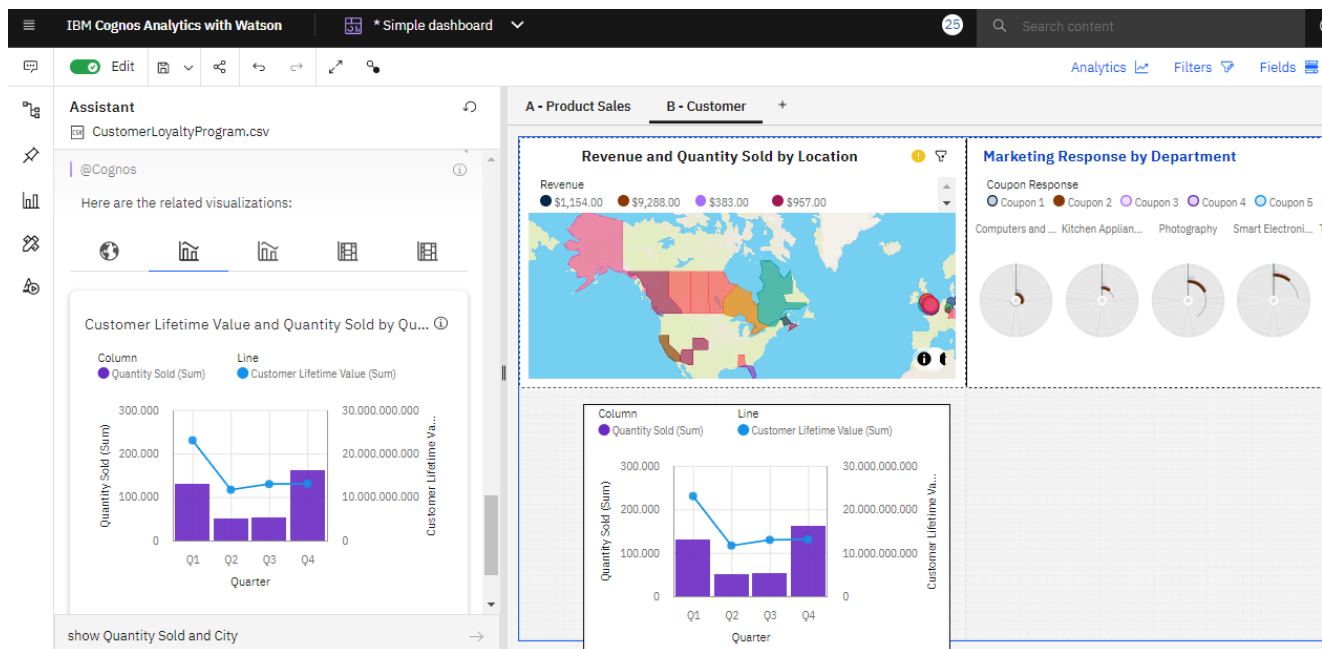 IBM Cognos Analytics with Watson
* Simple dashboard
25
Search content
Edit
Analytics
Filters
Fields
Assistant
CSV
CustomerLoyaltyProgram.csv
@Cognos
Here are the related visualizations:
Customer Lifetime Value and Quantity Sold by Qu...
Column
Line
Quantity Sold (Sum)
Customer Lifetime Value (Sum)
300.000
200.000
100.000
0
Quantity Sold (Sum)
30.000.000.000
20.000.000.000
10.000.000.000
0
Customer Lifetime Va...
Q1 Q2 Q3 Q4
Quarter
show Quantity Sold and City
A - Product Sales
B - Customer
+
Revenue and Quantity Sold by Location
Revenue
$1,154.00 $9,288.00 $383.00 $957.00
Marketing Response by Department
Coupon Response
Coupon 1 Coupon 2 Coupon 3 Coupon 4 Coupon 5
Computers and ... Kitchen Applian... Photography Smart Electroni... T
Column
Line
Quantity Sold (Sum)
Customer Lifetime Value (Sum)
300.000
200.000
100.000
0
Quantity Sold (Sum)
30.000.000.000
20.000.000.000
10.000.000.000
0
Customer Lifetime Va...
Q1 Q2 Q3 Q4
Quarter